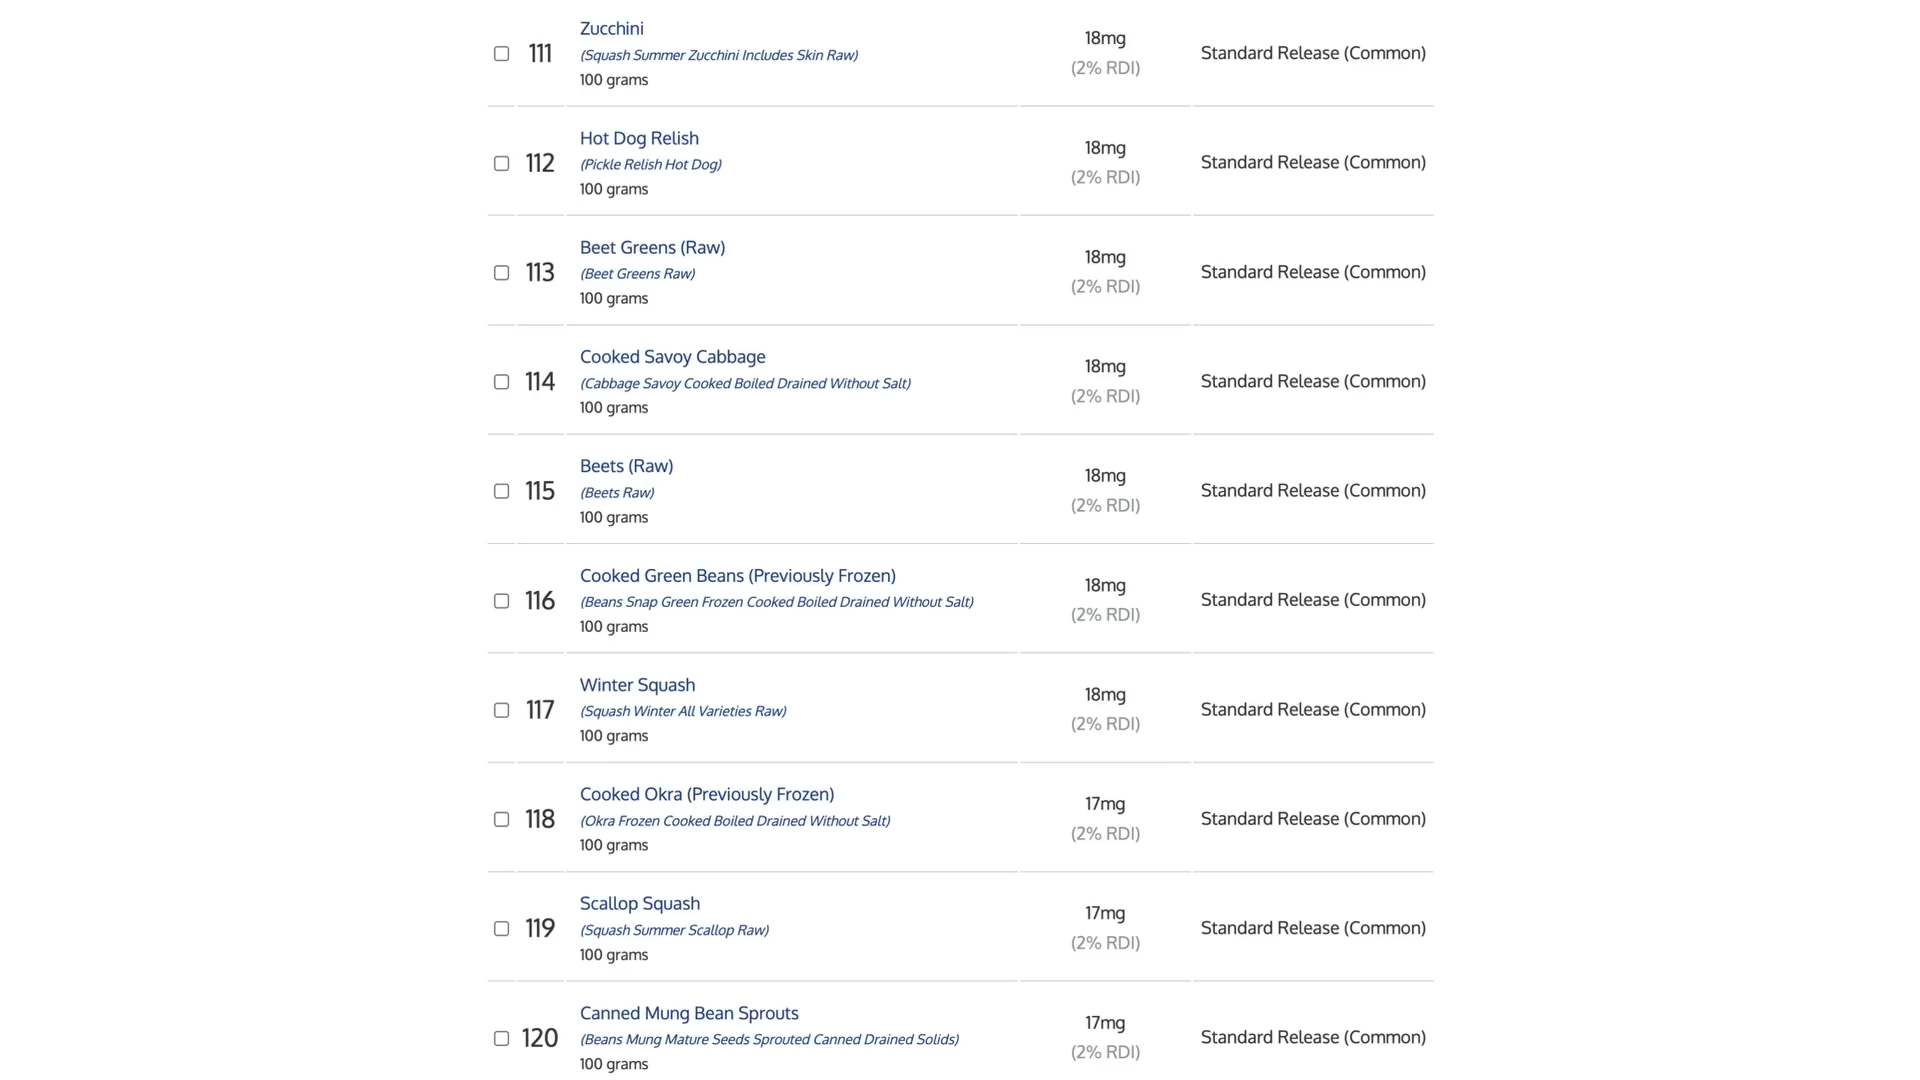 111
Zucchini
(Squash Summer Zucchini Includes Skin Raw)
100 grams
18mg
(2% RDI)
Standard Release (Common)
112
Hot Dog Relish
(Pickle Relish Hot Dog)
100 grams
18mg
(2% RDI)
Standard Release (Common)
113
Beet Greens (Raw)
(Beet Greens Raw)
100 grams
18mg
(2% RDI)
Standard Release (Common)
114
Cooked Savoy Cabbage
(Cabbage Savoy Cooked Boiled Drained Without Salt)
100 grams
18mg
(2% RDI)
Standard Release (Common)
115
Beets (Raw)
(Beets Raw)
100 grams
18mg
(2% RDI)
Standard Release (Common)
116
Cooked Green Beans (Previously Frozen)
(Beans Snap Green Frozen Cooked Boiled Drained Without Salt)
100 grams
18mg
(2% RDI)
Standard Release (Common)
117
Winter Squash
(Squash Winter All Varieties Raw)
100 grams
18mg
(2% RDI)
Standard Release (Common)
118
Cooked Okra (Previously Frozen)
(Okra Frozen Cooked Boiled Drained Without Salt)
100 grams
17mg
(2% RDI)
Standard Release (Common)
119
Scallop Squash
(Squash Summer Scallop Raw)
100 grams
17mg
(2% RDI)
Standard Release (Common)
120
Canned Mung Bean Sprouts
(Beans Mung Mature Seeds Sprouted Canned Drained Solids)
100 grams
17mg
(2% RDI)
Standard Release (Common)